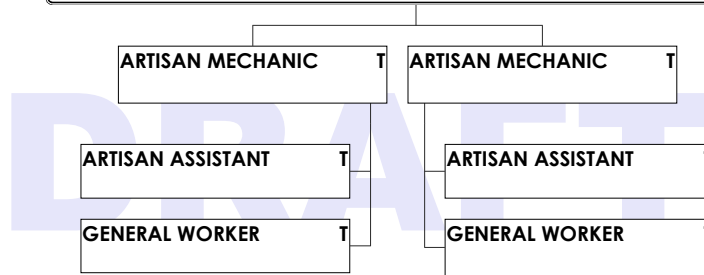 ARTISAN MECHANIC T ARTISAN MECHANIC T
ARTISAN ASSISTANT T ARTISAN ASSISTANT
GENERAL WORKER T GENERAL WORKER
DRAFT